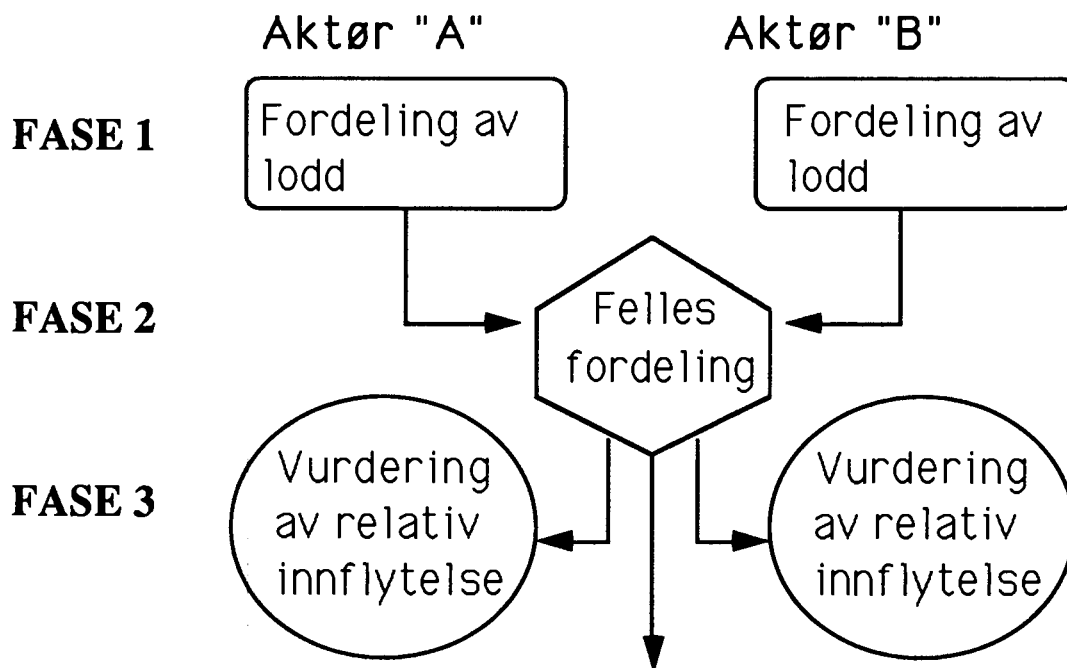 Aktør "A"
Aktør "B"
FASE 1
Fordeling av
lodd
Fordeling av
lodd
FASE 2
Felles
fordeling
FASE 3
Vurdering
av relativ
innflytelse
Vurdering
av relativ
innflytelse